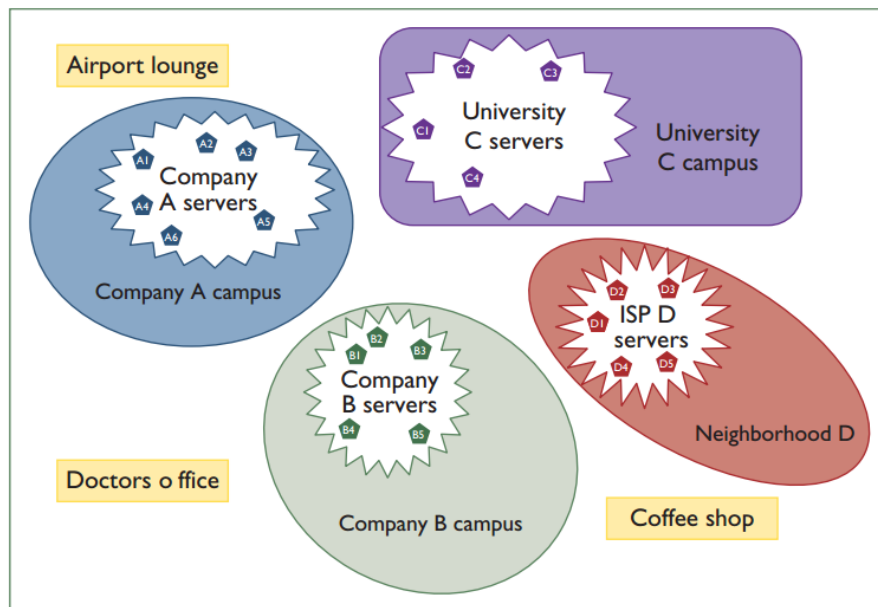 Airport lounge
A1
A2
A3
Company
A servers
A4
A5
A6
Company A campus
C2
C3
University
C servers
C1
C4
University
C campus
D2
D3
ISP D
servers
D1
D4
D5
Neighborhood D
B2
B1
B3
Company
B servers
B4
B5
Company B campus
Doctors o ffice
Coffee shop